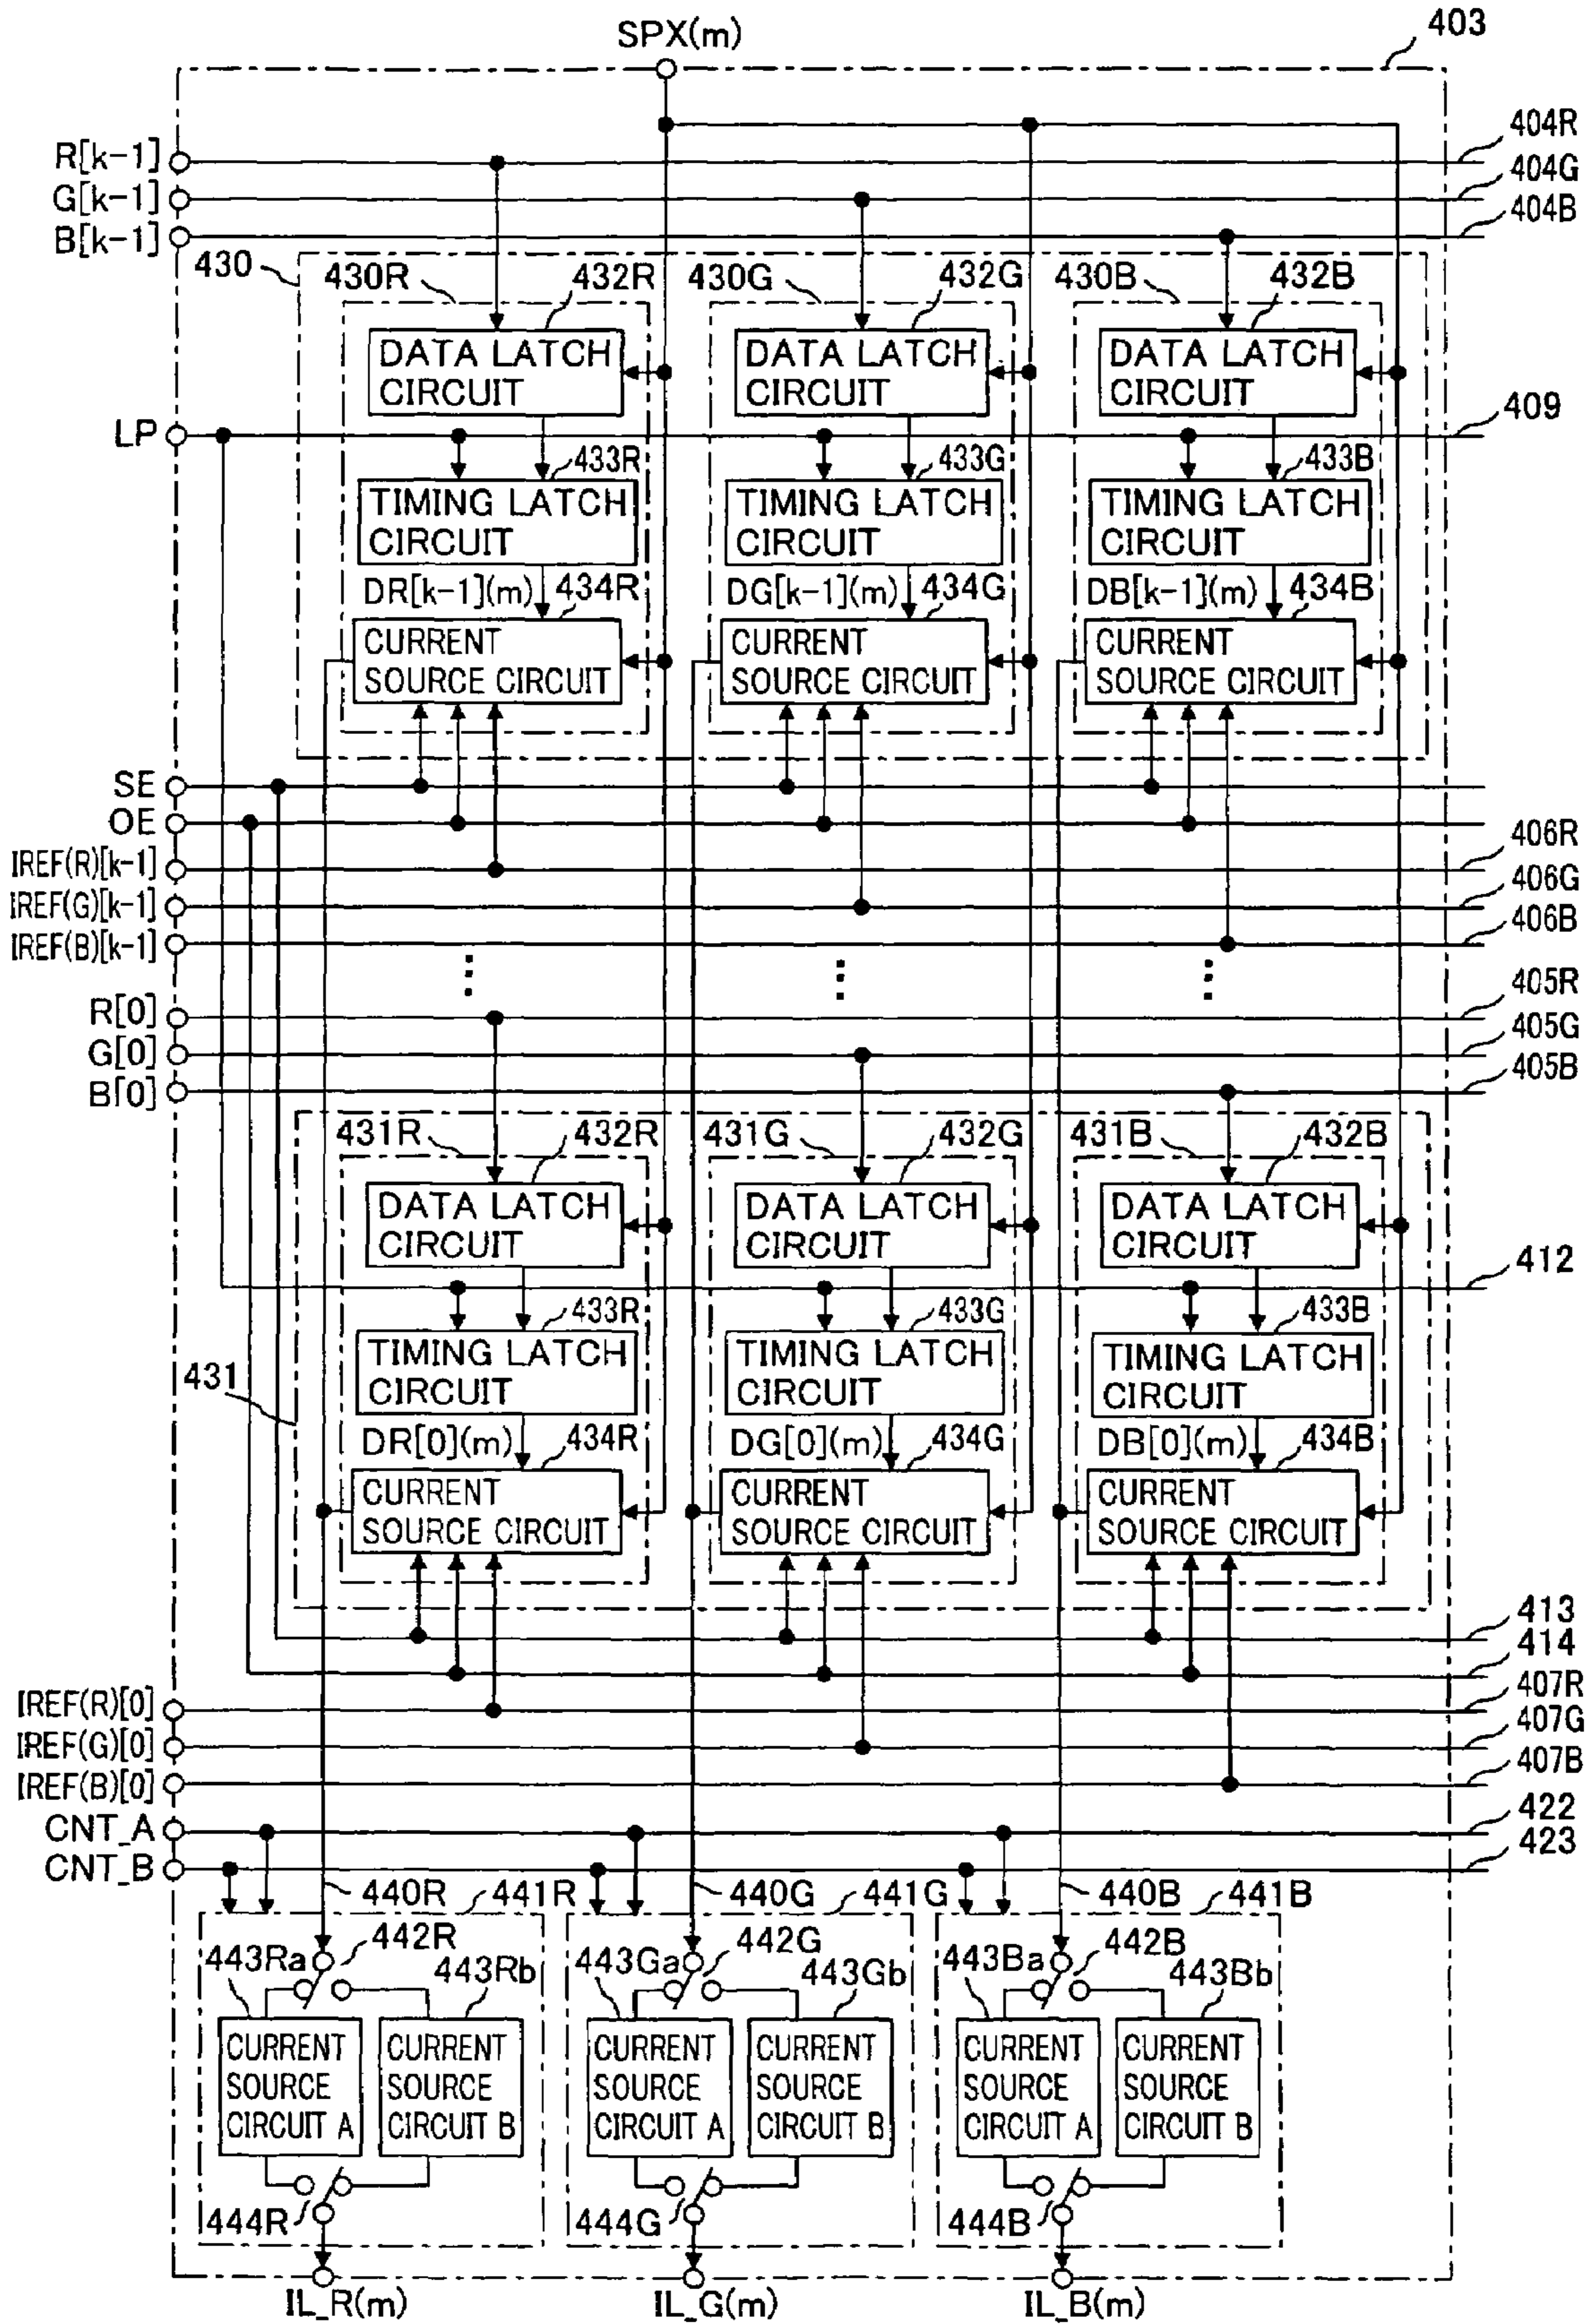 SPX(m)
403
R[k-1]
404R
G[k-1]
404G
B[k-1]
404B
430
430R
432R
430G
432G
430B
432B
DATA LATCH
CIRCUIT
DATA LATCH
CIRCUIT
DATA LATCH
CIRCUIT
LP
409
433R
433G
433B
TIMING LATCH
CIRCUIT
TIMING LATCH
CIRCUIT
TIMING LATCH
CIRCUIT
DR[k-1](m)
434R
DG[k-1](m)
434G
DB[k-1](m)
434B
CURRENT
SOURCE CIRCUIT
CURRENT
SOURCE CIRCUIT
CURRENT
SOURCE CIRCUIT
SE
OE
IREF(R)[k-1]
406R
IREF(G)[k-1]
406G
IREF(B)[k-1]
406B
R[0]
405R
G[0]
405G
B[0]
405B
431R
432R
431G
432G
431B
432B
DATA LATCH
CIRCUIT
DATA LATCH
CIRCUIT
DATA LATCH
CIRCUIT
412
433R
433G
433B
431
TIMING LATCH
CIRCUIT
TIMING LATCH
CIRCUIT
TIMING LATCH
CIRCUIT
DR[0](m)
434R
DG[0](m)
434G
DB[0](m)
434B
CURRENT
SOURCE CIRCUIT
CURRENT
SOURCE CIRCUIT
CURRENT
SOURCE CIRCUIT
413
414
IREF(R)[0]
407R
IREF(G)[0]
407G
IREF(B)[0]
407B
CNT_A
422
CNT_B
423
440R
441R
440G
441G
440B
441B
443Ra
442R
443Rb
443Ga
442G
443Gb
443Ba
442B
443Bb
CURRENT
SOURCE
CIRCUIT A
CURRENT
SOURCE
CIRCUIT B
CURRENT
SOURCE
CIRCUIT A
CURRENT
SOURCE
CIRCUIT B
CURRENT
SOURCE
CIRCUIT A
CURRENT
SOURCE
CIRCUIT B
444R
444G
444B
IL_R(m)
IL_G(m)
IL_B(m)